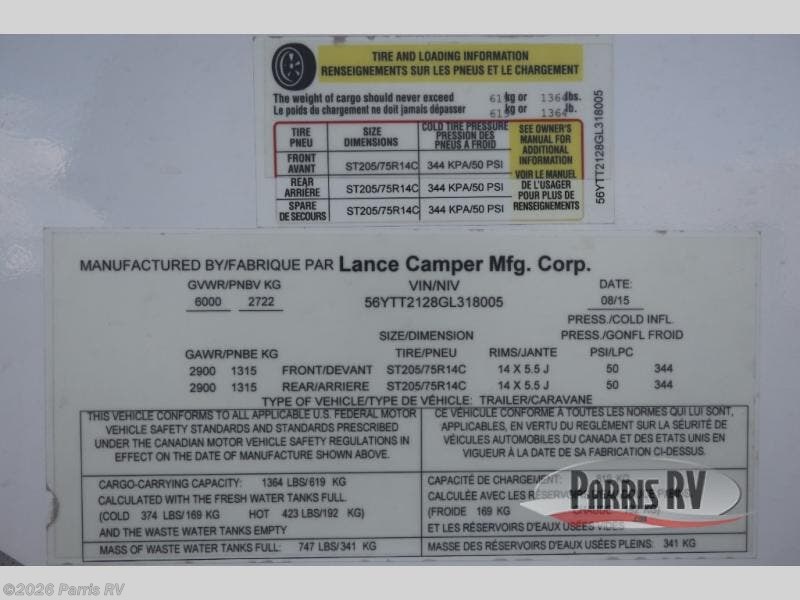 TIRE AND LOADING INFORMATION
RENSEIGNEMENTS SUR LES PNEUS ET LE CHARGEMENT
The weight of cargo should never exceed 619 kg or 1364 lbs.
Le poids du chargement ne doit jamais dépasser 619 kg or 1364 lb.
TIRE PNEU SIZE DIMENSIONS COLD TIRE PRESSURE PRESSION DES PNEUS A FROID
FRONT AVANT ST205/75R14C 344 KPA/50 PSI
REAR ARRIÈRE ST205/75R14C 344 KPA/50 PSI
SPARE DE SECOURS ST205/75R14C 344 KPA/50 PSI
SEE OWNER'S
MANUAL FOR
ADDITIONAL
INFORMATION
VOIR LE MANUEL
DE L'USAGER
POUR PLUS DE
RENSEIGNEMENTS
56YTT2128GL318005
MANUFACTURED BY/FABRIQUE PAR Lance Camper Mfg. Corp.
GVWR/PNBV KG VIN/NIV DATE:
6000 2722 56YTT2128GL318005 08/15
PRESS./COLD INFL.
SIZE/DIMENSION PRESS./GONFL FROID
GAWR/PNBE KG TIRE/PNEU RIMS/JANTE PSI/LPC
2900 1315 FRONT/DEVANT ST205/75R14C 14 X 5.5 J 50 344
2900 1315 REAR/ARRIERE ST205/75R14C 14 X 5.5 J 50 344
TYPE OF VEHICLE/TYPE DE VÉHICLE: TRAILER/CARAVANE
THIS VEHICLE CONFORMS TO ALL APPLICABLE U.S. FEDERAL MOTOR
VEHICLE SAFETY STANDARDS AND STANDARDS PRESCRIBED
UNDER THE CANADIAN MOTOR VEHICLE SAFETY REGULATIONS IN
EFFECT ON THE DATE OF MANUFACTURE SHOWN ABOVE.
CE VÉHICLE CONFORME À TOUTES LES NORMES QUI LUI SONT,
APPLICABLES, EN VERTU DU REGLÈMENT SUR LA SÉURITÉ DE
VÉICULES AUTOMOBILES DU CANADA ET DES ETATS UNIS EN
VIGUEUR À LA DATE DE SA FABRICATION CI-DESSUS.
CARGO-CARRYING CAPACITY: 1364 LBS/619 KG
CALCULATED WITH THE FRESH WATER TANKS FULL.
(COLD 374 LBS/169 KG HOT 423 LBS/192 KG)
AND THE WASTE WATER TANKS EMPTY
MASS OF WASTE WATER TANKS FULL: 747 LBS/341 KG
CAPACITÉ DE CHARGEMENT: 619 KG
CALCULÉE AVEC LES
(FROIDE 169 KG
ET LES RÉSERVOIRS D'EAUX USÉES VIDES
MASSE DES RÉSERVOIRS D'EAUX USÉES PLEINS: 341 KG
PARRIS RV
.com
©2026 Parris RV